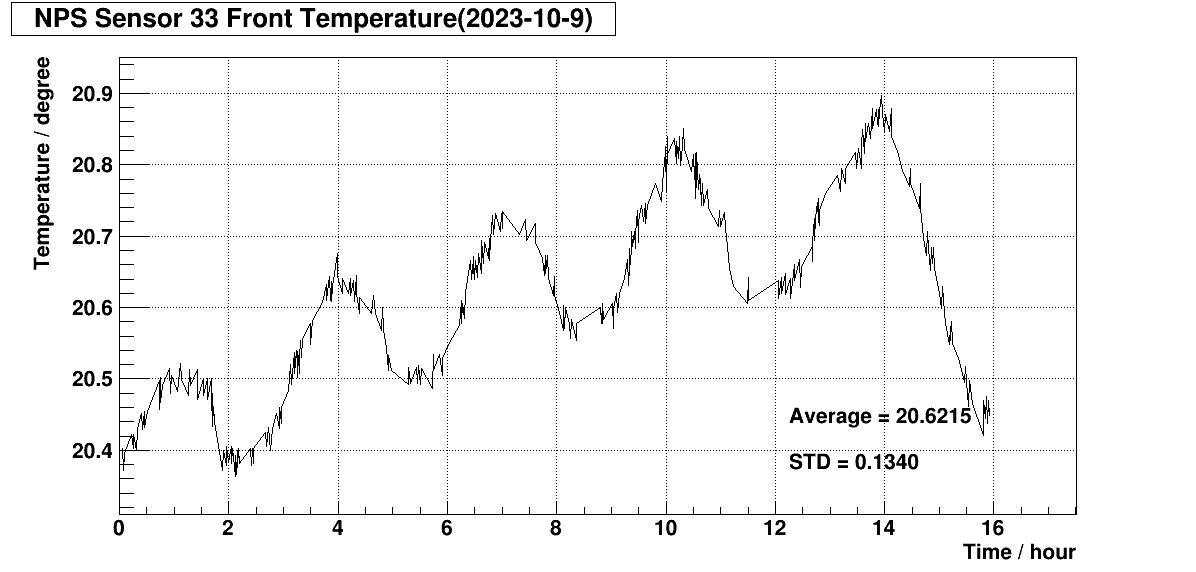 NPS Sensor 33 Front Temperature(2023-10-9)
Temperature / degree
20.9
20.8
20.7
20.6
20.5
20.4
Average = 20.6215
STD = 0.1340
0 2 4 6 8 10 12 14 16
Time / hour